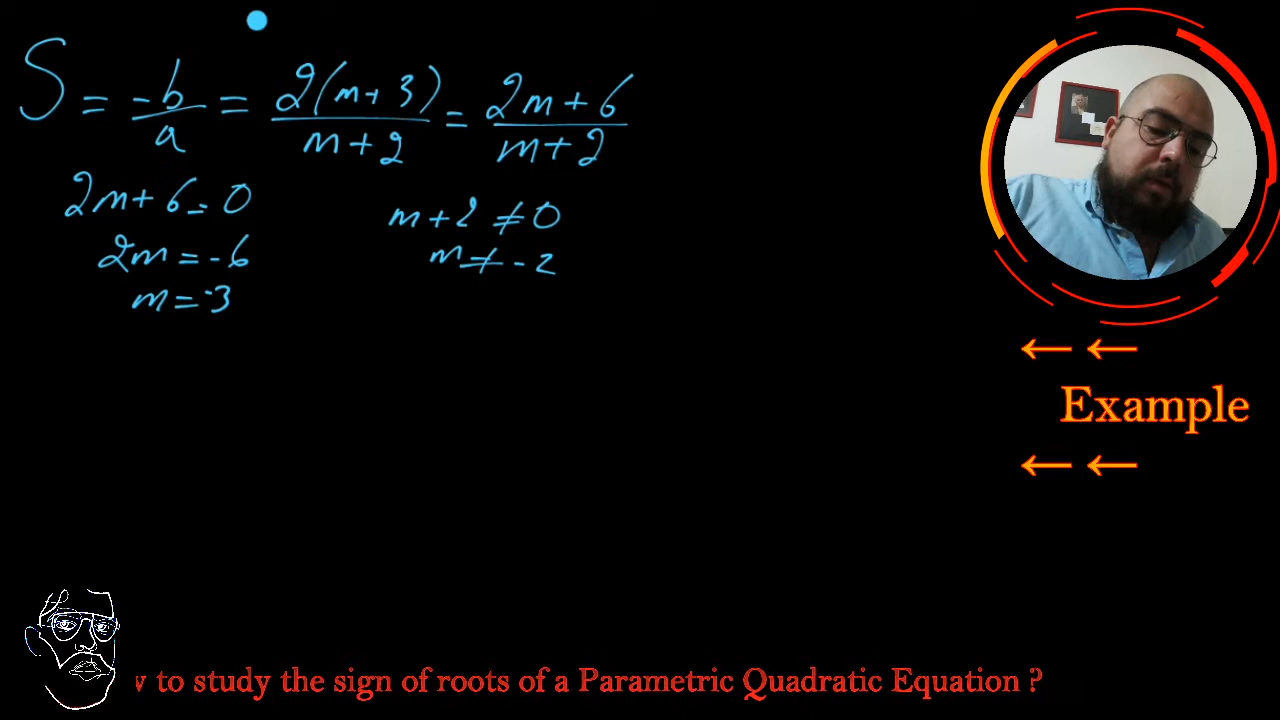 S = -b/a = 2(m+3)/m+2 = 2m+6/m+2
2m+6=0
m+2 ≠ 0
2m = -6
m ≠ -2
m = -3
← ←
Example
← ←
to study the sign of roots of a Parametric Quadratic Equation ?